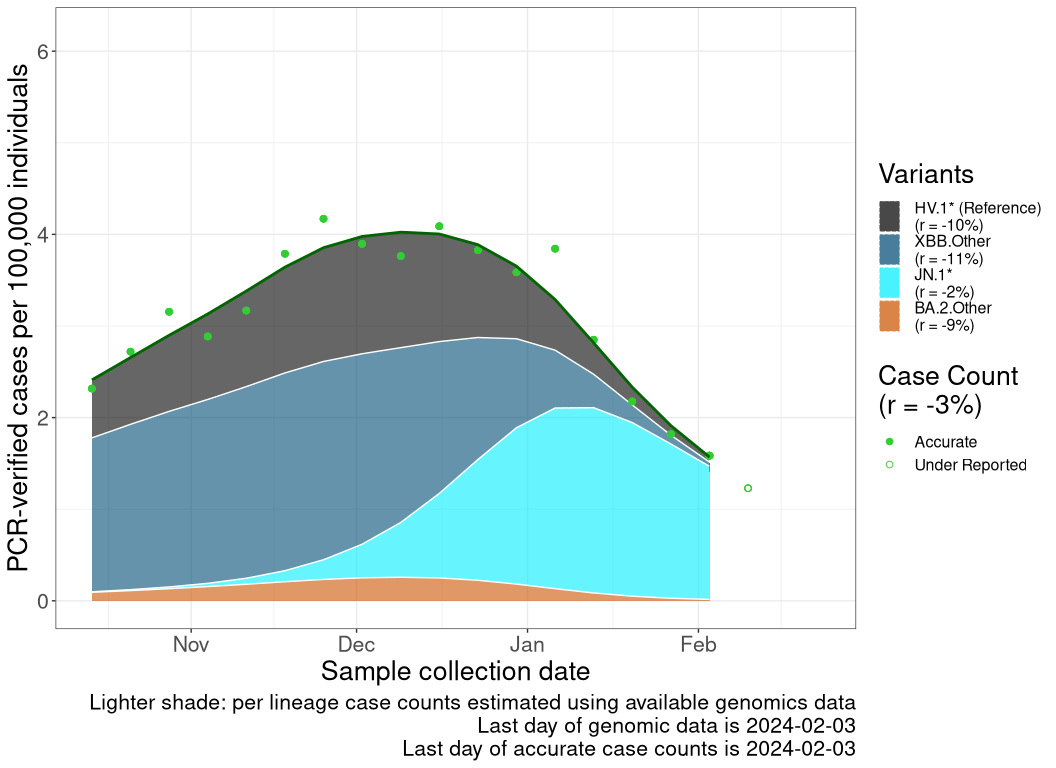 PCR-verified cases per 100,000 individuals
6
4
2
0
Nov
Dec
Jan
Feb
Sample collection date
Lighter shade: per lineage case counts estimated using available genomics data
Last day of genomic data is 2024-02-03
Last day of accurate case counts is 2024-02-03
Variants
HV.1* (Reference)
(r = -10%)
XBB.Other
(r = -11%)
JN.1*
(r = -2%)
BA.2.Other
(r = -9%)
Case Count
(r = -3%)
Accurate
Under Reported